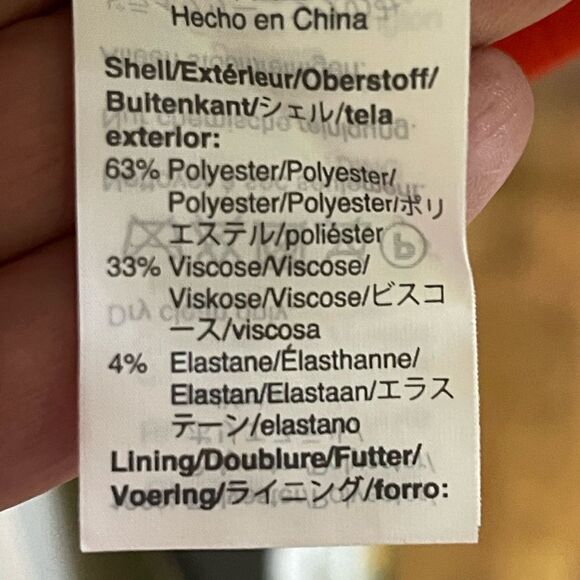 Hecho en China
Shell/Extérieur/Oberstoff/
Buitenkant/シェル/tela
exterior:
63% Polyester/Polyester/
Polyester/Polyester/ポリ
エステル/poliéster
33% Viscose/Viscose/
Viskose/Viscose/ビスコ
ース/viscosa
4% Elastane/Élasthanne/
Elastan/Elastaan/エラス
テーン/elastano
Lining/Doublure/Futter/
Voering/ライニング/forro: